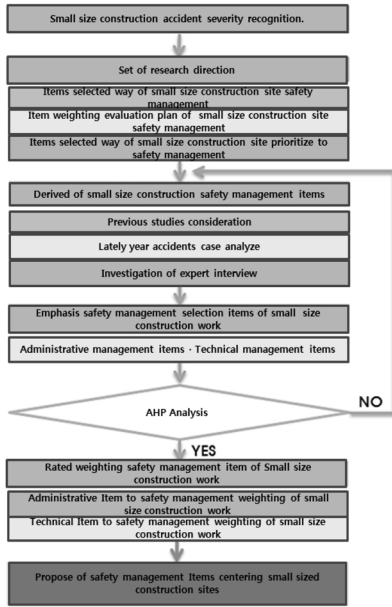 Small size construction accident severity recognition.
Set of research direction
Items selected way of small size construction site safety
management
Item weighting evaluation plan of small size construction site
safety management
Items selected way of small size construction site prioritize to
safety management
Derived of small size construction safety management items
Previous studies consideration
Lately year accidents case analyze
Investigation of expert interview
Emphasis safety management selection items of small size
construction work
Administrative management items · Technical management items
AHP Analysis
NO
YES
Rated weighting safety management item of Small size
construction work
Administrative Item to safety management weighting of small
size construction work
Technical Item to safety management weighting of small size
construction work
Propose of safety management Items centering small sized
construction sites